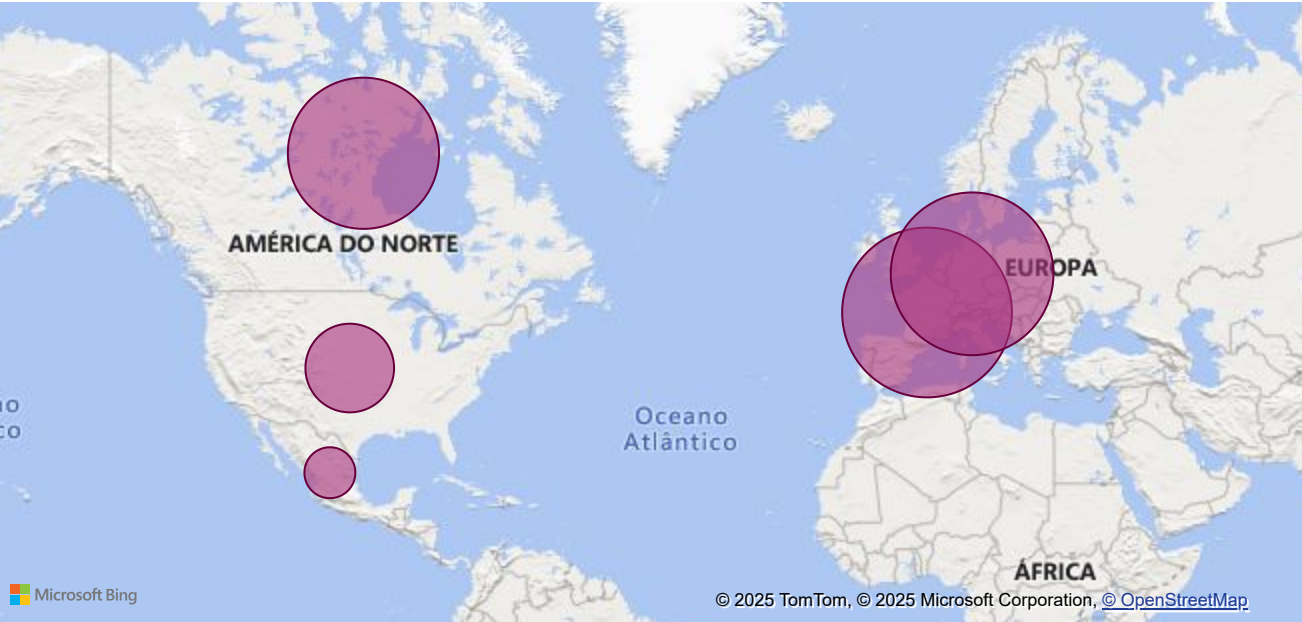 AMÉRICA DO NORTE
EUROPA
Oceano
Atlântico
ÁFRICA
Microsoft Bing
© 2025 TomTom, © 2025 Microsoft Corporation, © OpenStreetMap